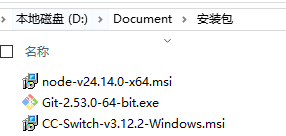 本地磁盘 (D:) > Document > 安装包
名称
node-v24.14.0-x64.msi
Git-2.53.0-64-bit.exe
CC-Switch-v3.12.2-Windows.msi